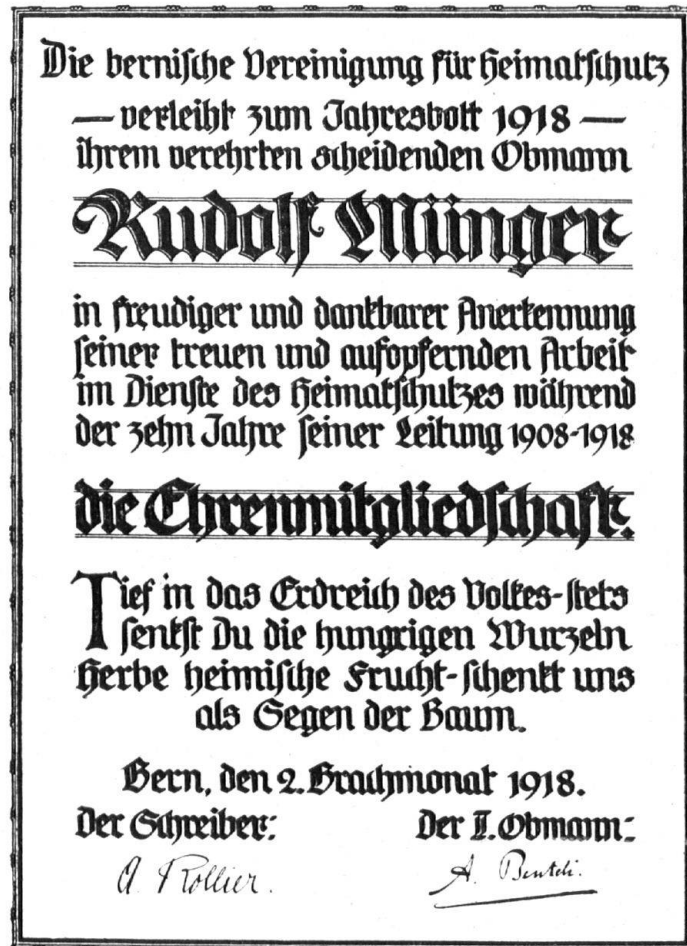 Die bernische Vereinigung für Heimatschutz
— verleiht zum Jahresbott 1918 —
ihrem verehrten scheidenden Obmann
Rudolf Münger
in freudiger und dankbarer Anerkennung
seiner treuen und aufopfernden Arbeit
im Dienste des Heimatschutzes während
der zehn Jahre seiner Leitung 1908-1918
die Ehrenmitgliedschaft.
Tief in das Erdreich des Volkes - stets
senkst Du die hungrigen Wurzeln
Herbe heimische Frucht - schenkt uns
als Segen der Baum.
Bern, den 2. Brachmonat 1918.
Der Schreiber: Der II. Obmann:
A. Rollier. A. Benteli.